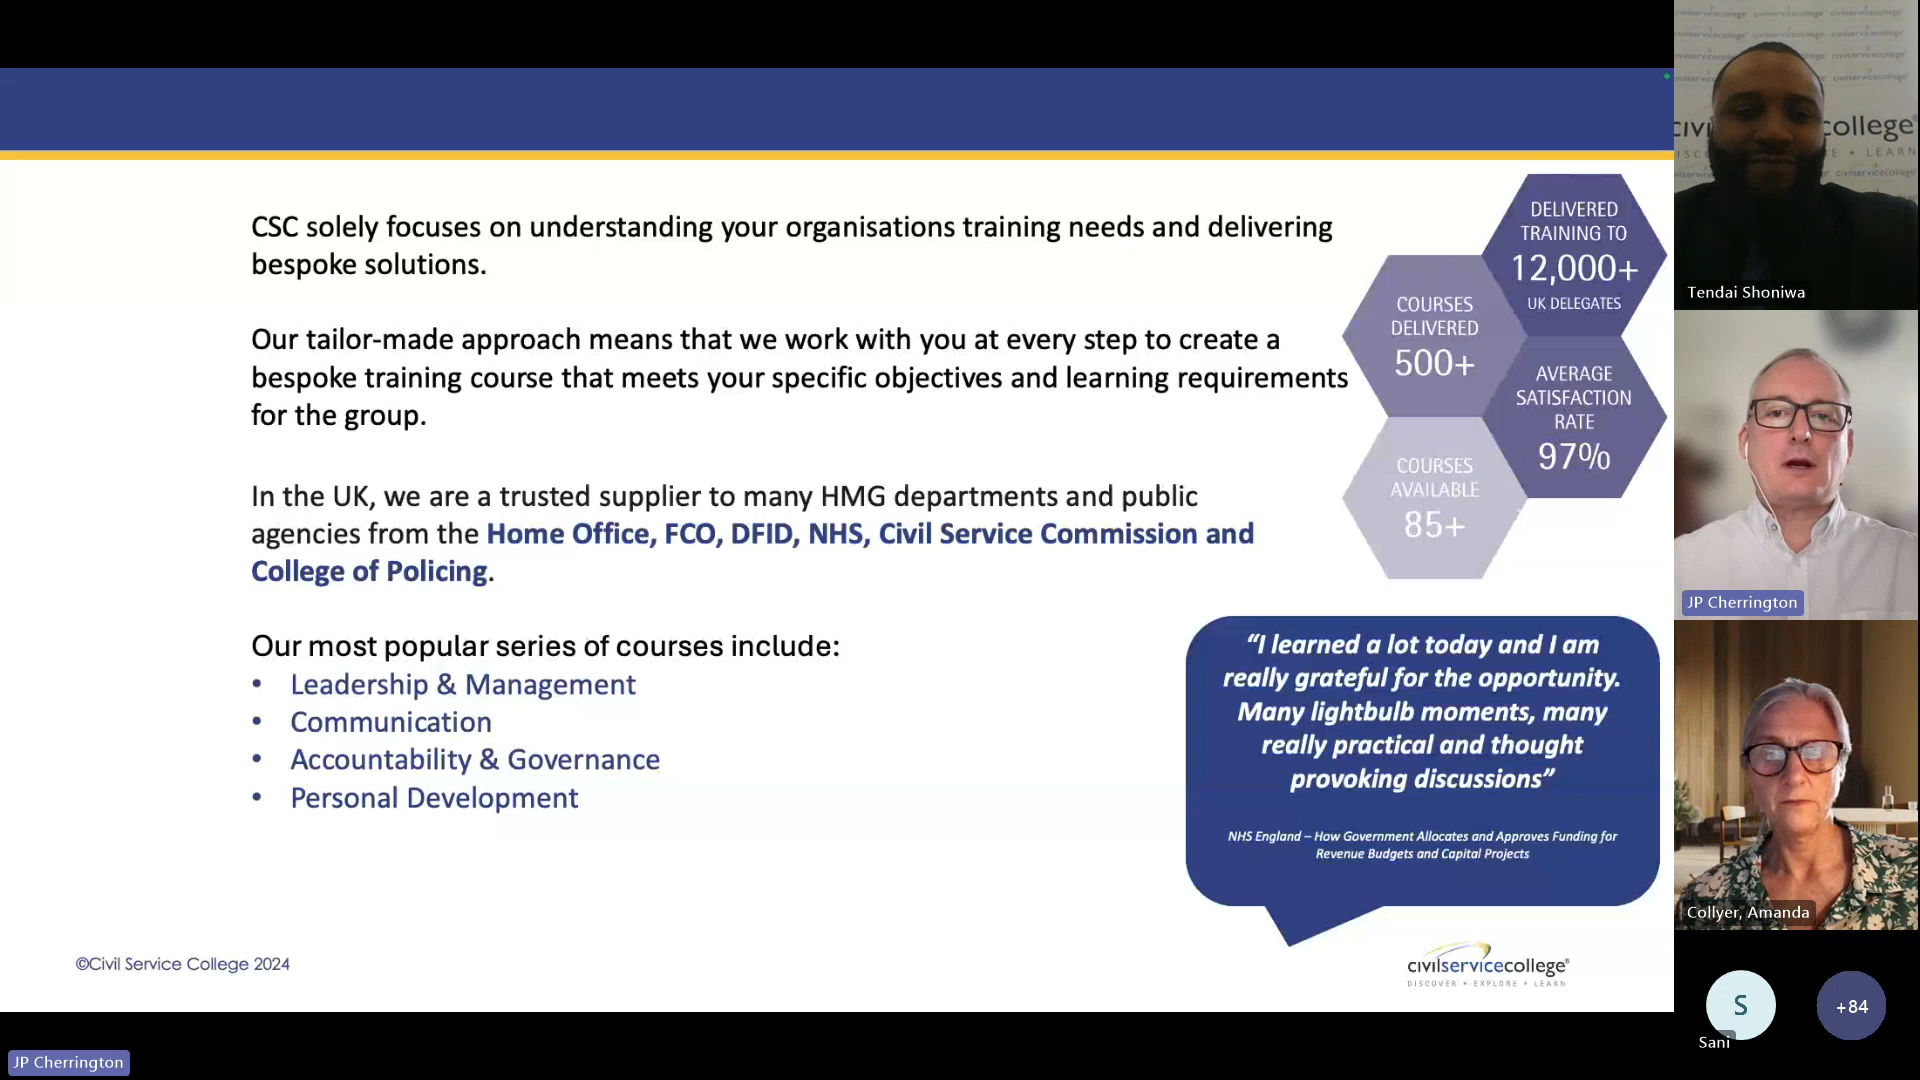 CSC solely focuses on understanding your organisations training needs and delivering
bespoke solutions.
Our tailor-made approach means that we work with you at every step to create a
bespoke training course that meets your specific objectives and learning requirements
for the group.
In the UK, we are a trusted supplier to many HMG departments and public
agencies from the Home Office, FCO, DFID, NHS, Civil Service Commission and
College of Policing.
Our most popular series of courses include:
• Leadership & Management
• Communication
• Accountability & Governance
• Personal Development
DELIVERED
TRAINING TO
12,000+
UK DELEGATES
COURSES
DELIVERED
500+
AVERAGE
SATISFACTION
RATE
97%
COURSES
AVAILABLE
85+
“I learned a lot today and I am
really grateful for the opportunity.
Many lightbulb moments, many
really practical and thought
provoking discussions”
NHS England – How Government Allocates and Approves Funding for
Revenue Budgets and Capital Projects
©Civil Service College 2024
civilservicecollege®
DISCOVER • EXPLORE • LEARN
JP Cherrington
college
LEARN
Tendai Shoniwa
JP Cherrington
Collyer, Amanda
S
Sani
+84